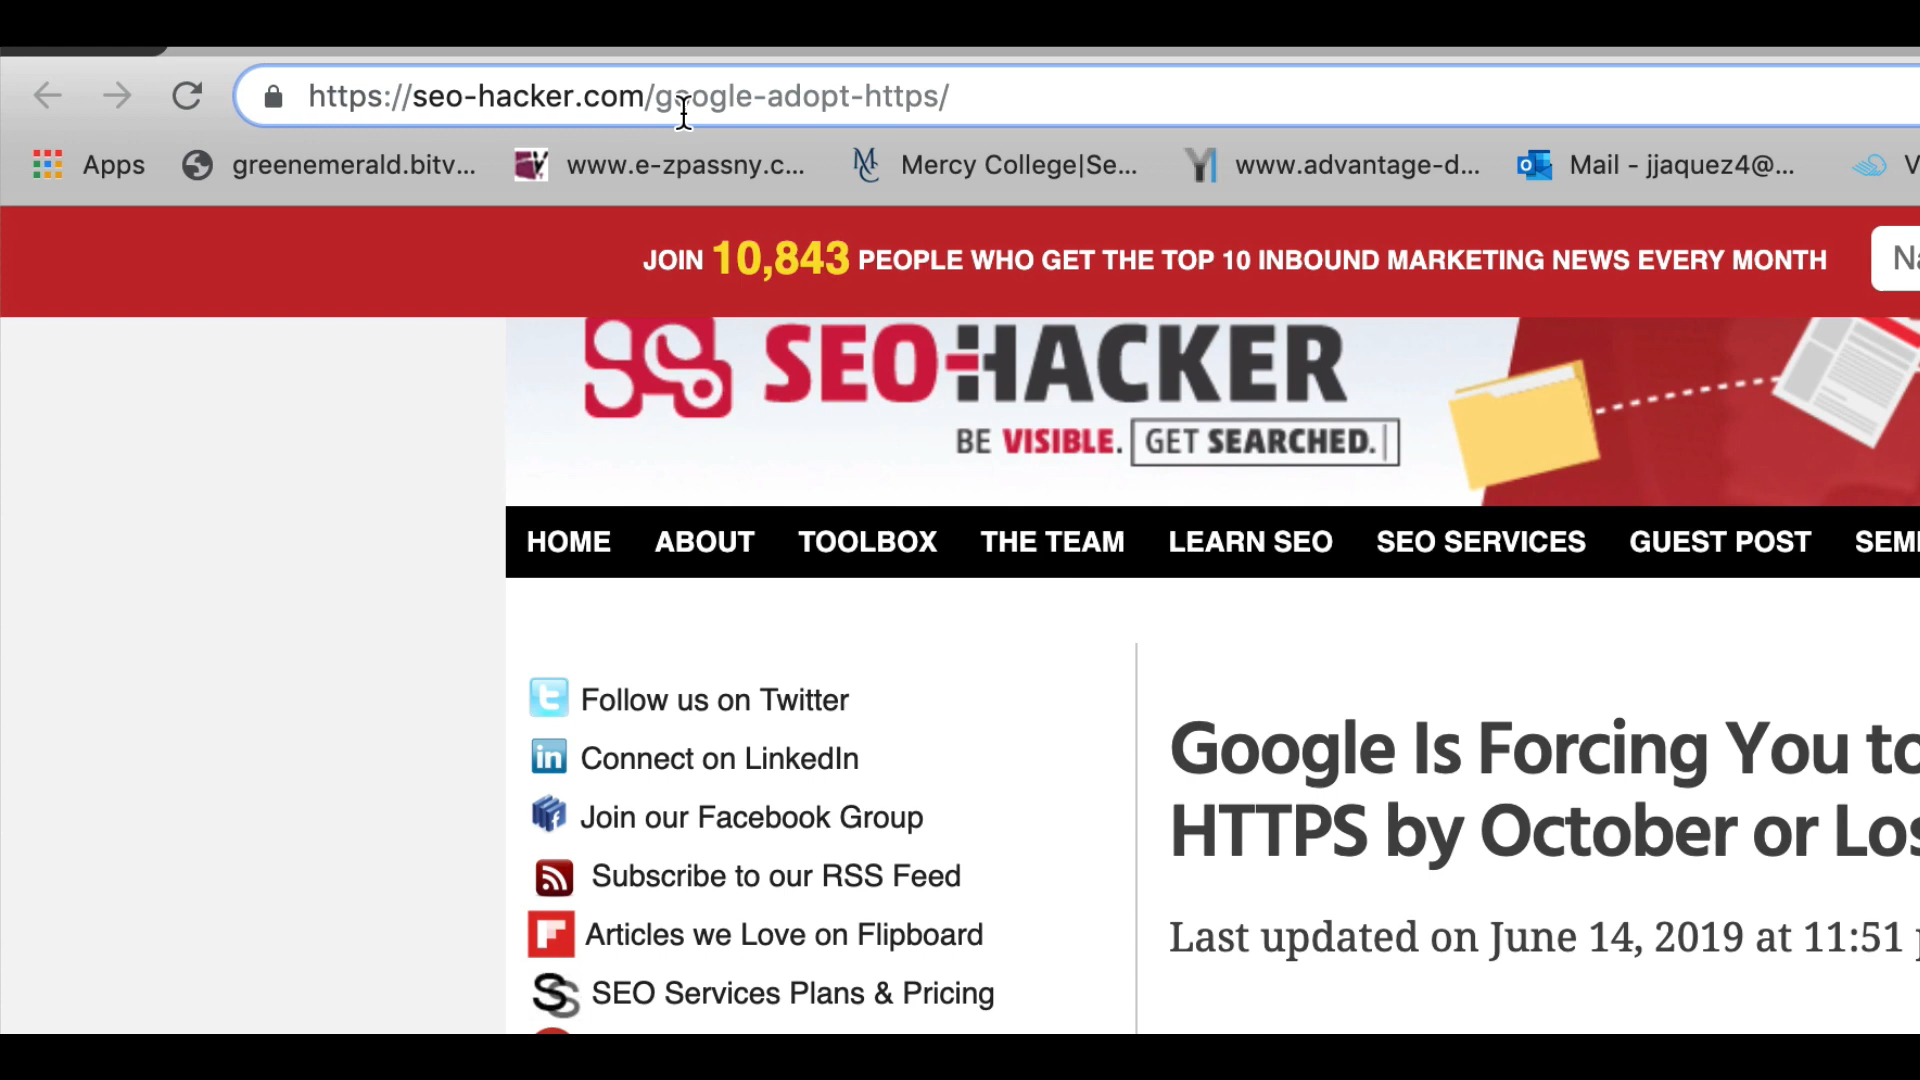 https://seo-hacker.com/google-adopt-https/
Apps greenemerald.bitv... www.e-zpassny.c... Mercy College|Se... www.advantage-d... Mail - jjaquez4@... V
JOIN 10,843 PEOPLE WHO GET THE TOP 10 INBOUND MARKETING NEWS EVERY MONTH Na
SEO-HACKER
BE VISIBLE. GET SEARCHED.
HOME ABOUT TOOLBOX THE TEAM LEARN SEO SEO SERVICES GUEST POST SEMI
Follow us on Twitter
Connect on LinkedIn
Join our Facebook Group
Subscribe to our RSS Feed
Articles we Love on Flipboard
SEO Services Plans & Pricing
Google Is Forcing You to
HTTPS by October or Los
Last updated on June 14, 2019 at 11:51 p